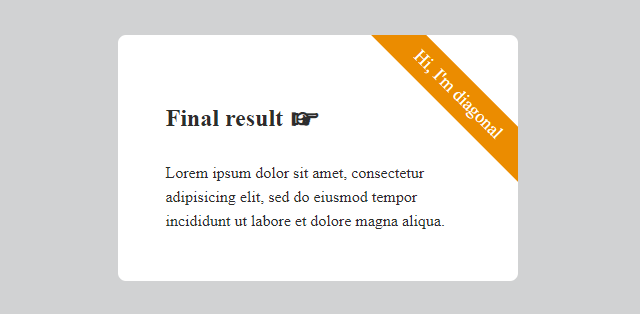 Hi, I'm diagonal
Final result ☞
Lorem ipsum dolor sit amet, consectetur
adipisicing elit, sed do eiusmod tempor
incididunt ut labore et dolore magna aliqua.